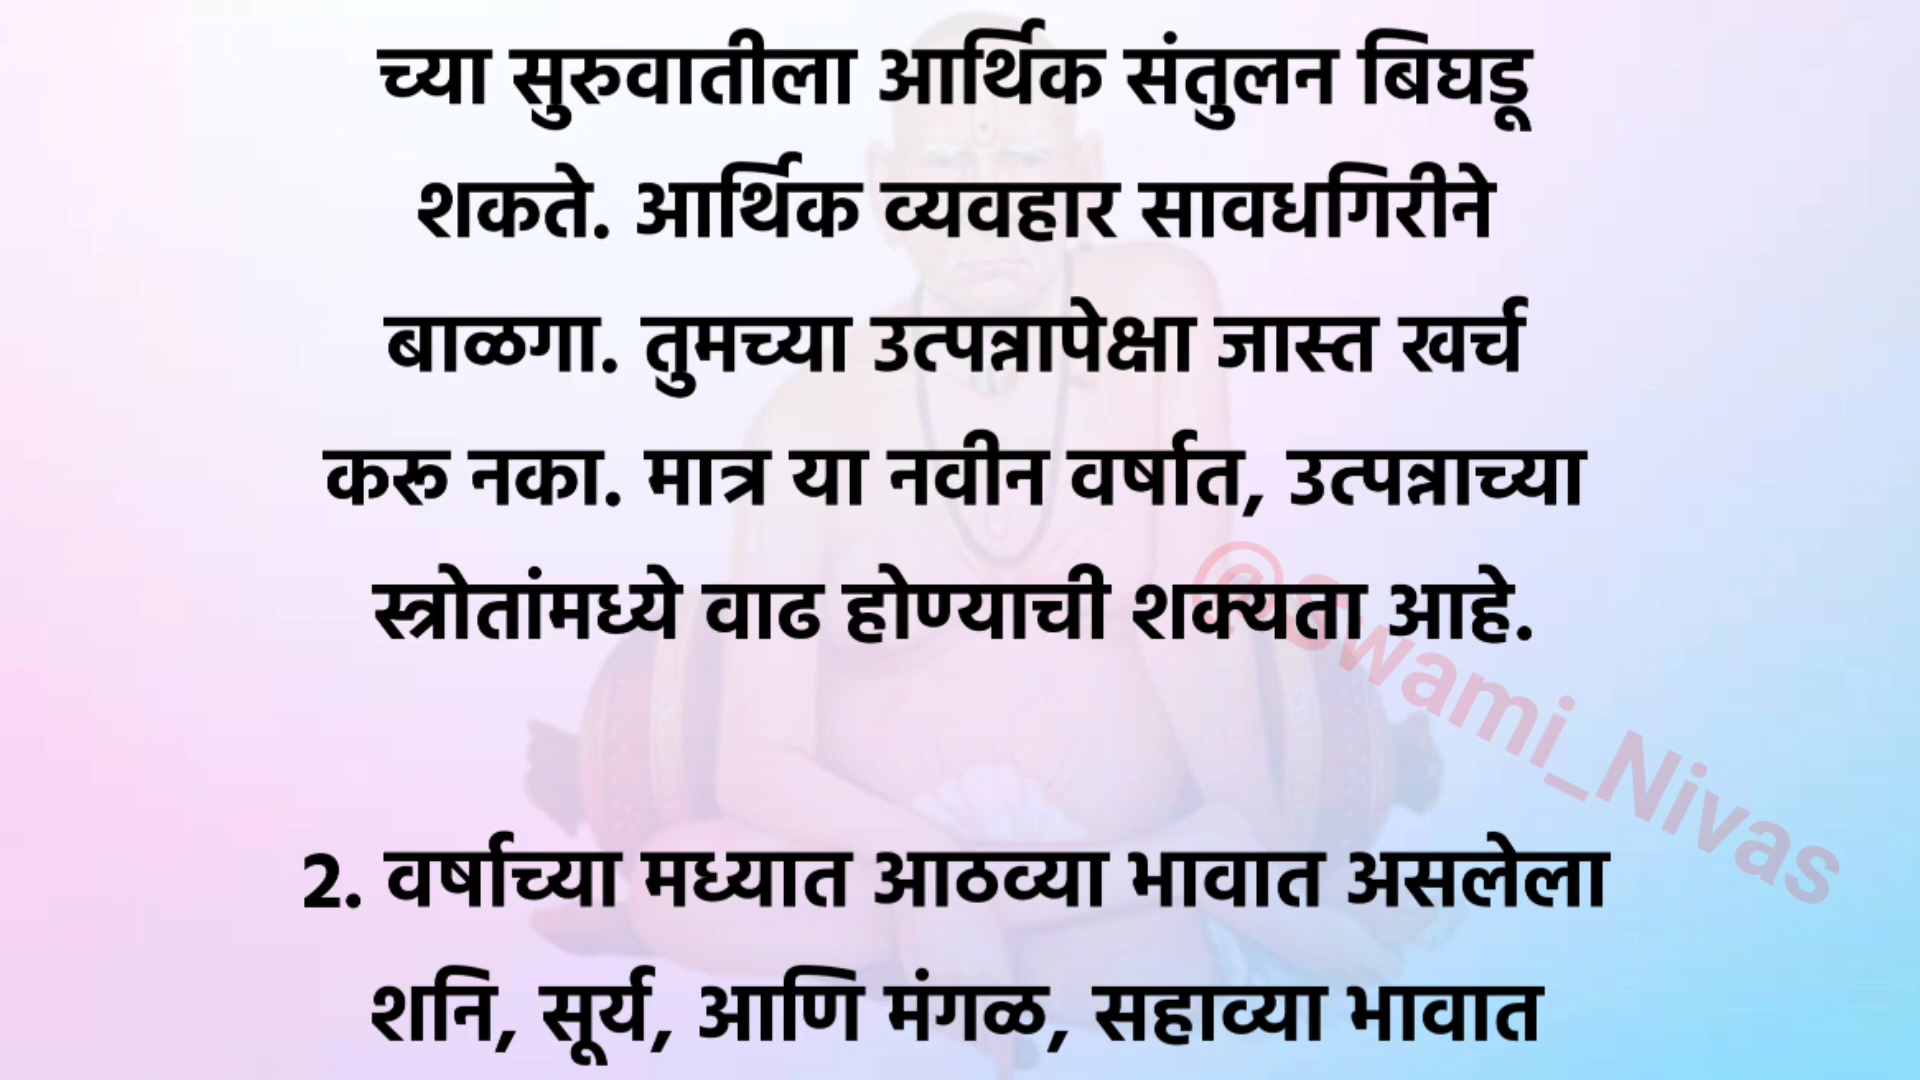 च्या सुरुवातीला आर्थिक संतुलन बिघडू
शकते. आर्थिक व्यवहार सावधगिरीने
बाळगा. तुमच्या उत्पन्नापेक्षा जास्त खर्च
करू नका. मात्र या नवीन वर्षात, उत्पन्नाच्या
स्त्रोतांमध्ये वाढ होण्याची शक्यता आहे.
@Swami_Nivas
2. वर्षाच्या मध्यात आठव्या भावात असलेला
शनि, सूर्य, आणि मंगळ, सहाव्या भावात